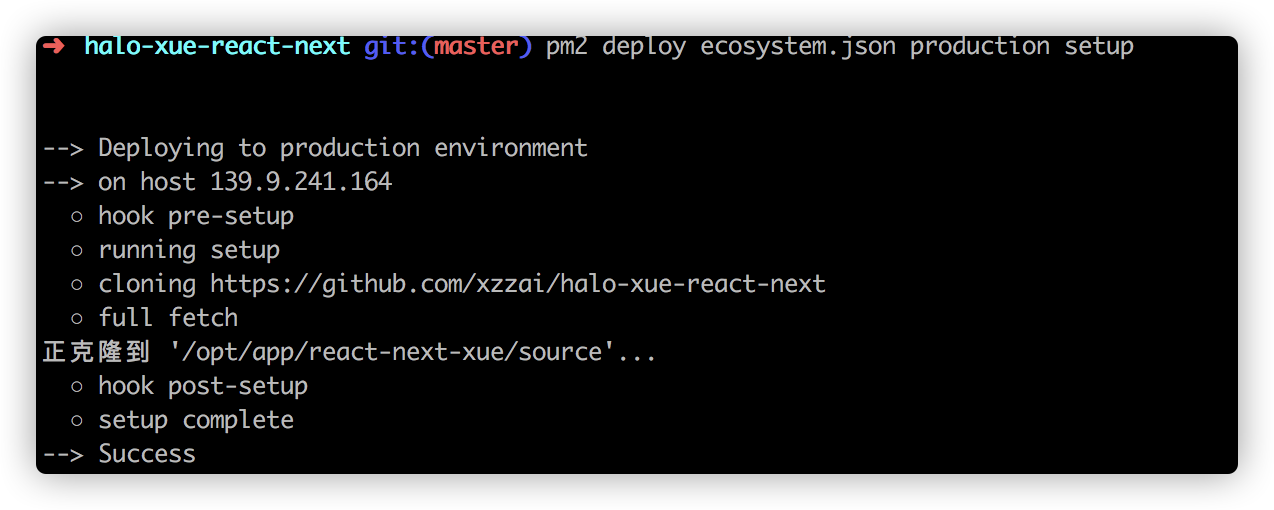 ➜ halo-xue-react-next git:(master) pm2 deploy ecosystem.json production setup
--> Deploying to production environment
--> on host 139.9.241.164
○ hook pre-setup
○ running setup
○ cloning https://github.com/xzzai/halo-xue-react-next
○ full fetch
正克隆到 '/opt/app/react-next-xue/source'...
○ hook post-setup
○ setup complete
--> Success